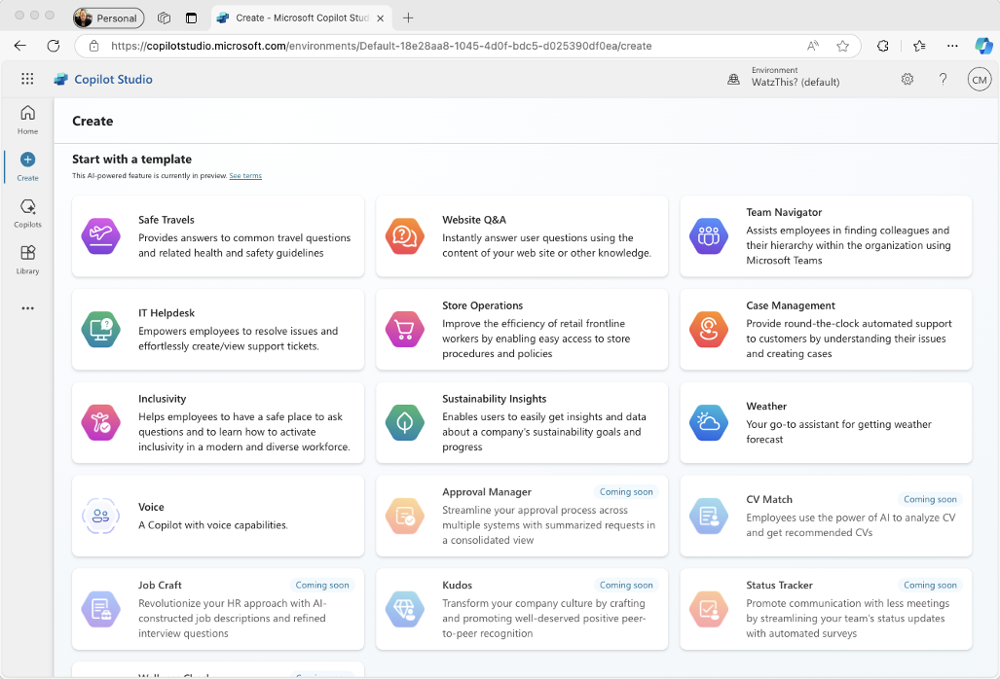 Personal
Create - Microsoft Copilot Stud
https://copilotstudio.microsoft.com/environments/Default-18e28aa8-1045-4d0f-bdc5-d025390df0ea/create
Copilot Studio
Environment
WatzThis? (default)
?
CM
Home
Create
Copilots
Library
Create
Start with a template
This AI-powered feature is currently in preview. See terms
Safe Travels
Provides answers to common travel questions
and related health and safety guidelines
Website Q&A
Instantly answer user questions using the
content of your web site or other knowledge.
Team Navigator
Assists employees in finding colleagues and
their hierarchy within the organization using
Microsoft Teams
IT Helpdesk
Empowers employees to resolve issues and
effortlessly create/view support tickets.
Store Operations
Improve the efficiency of retail frontline
workers by enabling easy access to store
procedures and policies
Case Management
Provide round-the-clock automated support
to customers by understanding their issues
and creating cases
Inclusivity
Helps employees to have a safe place to ask
questions and to learn how to activate
inclusivity in a modern and diverse workforce.
Sustainability Insights
Enables users to easily get insights and data
about a company's sustainability goals and
progress
Weather
Your go-to assistant for getting weather
forecast
Voice
A Copilot with voice capabilities.
Approval Manager
Coming soon
Streamline your approval process across
multiple systems with summarized requests in
a consolidated view
CV Match
Coming soon
Employees use the power of AI to analyze CV
and get recommended CVs
Job Craft
Coming soon
Revolutionize your HR approach with AI-
constructed job descriptions and refined
interview questions
Kudos
Coming soon
Transform your company culture by crafting
and promoting well-deserved positive peer-
to-peer recognition
Status Tracker
Coming soon
Promote communication with less meetings
by streamlining your team's status updates
with automated surveys